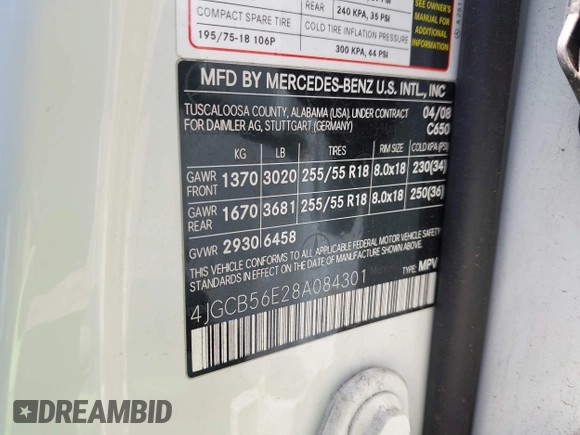 REAR 240 KPA, 35 PSI
SEE OWNER'S
MANUAL FOR
ADDITIONAL
INFORMATION
COMPACT SPARE TIRE COLD TIRE INFLATION PRESSURE
195/75-18 106P 300 KPA, 44 PSI
MFD BY MERCEDES-BENZ U.S. INTL., INC
TUSCALOOSA COUNTY, ALABAMA (USA). UNDER CONTRACT 04/08
FOR DAIMLER AG, STUTTGART (GERMANY) C650
KG LB TIRES RIM SIZE COLD KPA (PSI)
GAWR FRONT 1370 3020 255/55 R18 8.0x18 230(34)
GAWR REAR 1670 3681 255/55 R18 8.0x18 250(36)
GVWR 2930 6458
THIS VEHICLE CONFORMS TO ALL APPLICABLE FEDERAL MOTOR VEHICLE SAFETY
STANDARDS IN EFFECT ON THE DATE OF MANUFACTURE SHOWN ABOVE.
4JGCB56E28A084301 TYPE: MPV
DREAMBID